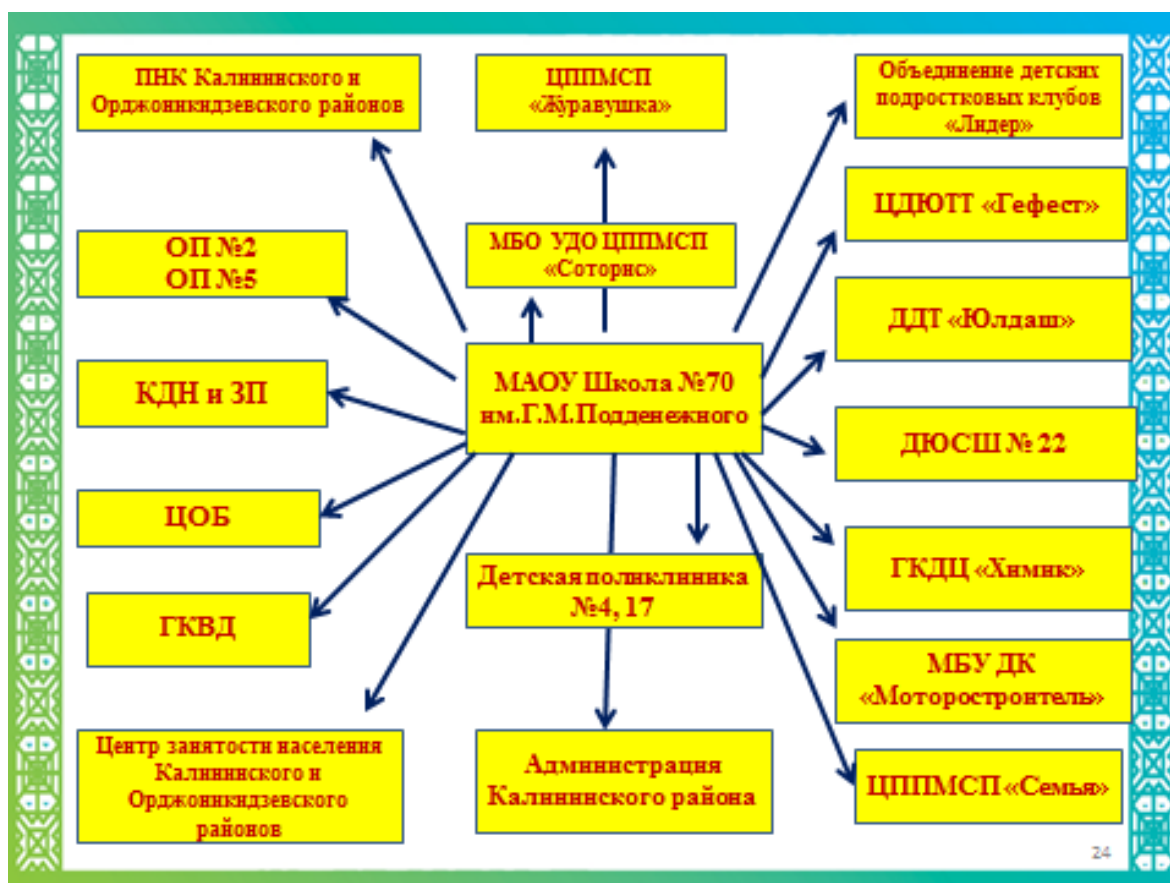 ПНК Калининского и
Орджоникидзевского районов
ЦППМСП
«Журавушка»
Объединение детских
подростковых клубов
«Лидер»
ЦДЮТТ «Гефест»
ОП №2
ОП №5
МБО УДО ЦППМСП
«Соторис»
ДДТ «Юлдаш»
КДН и ЗП
МАОУ Школа №70
им.Г.М.Подденежного
ДЮСШ № 22
ЦОБ
ГКДЦ «Химик»
Детская поликлиника
№4, 17
ГКВД
МБУ ДК
«Моторостроитель»
Центр занятости населения
Калининского и
Орджоникидзевского
районов
Администрация
Калининского района
ЦППМСП «Семья»
24